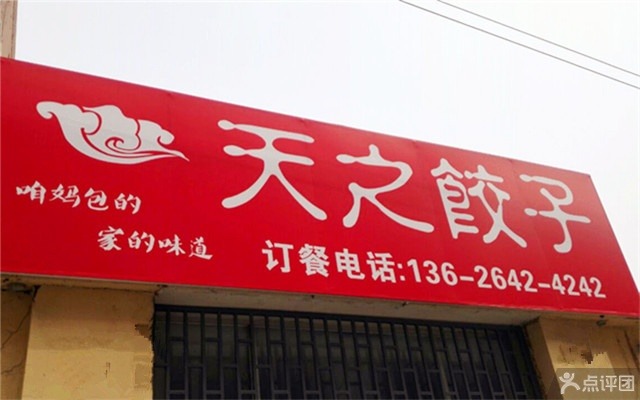 天之餃子
咱妈包的
家的味道
订餐电话:136-2642-4242
点评团